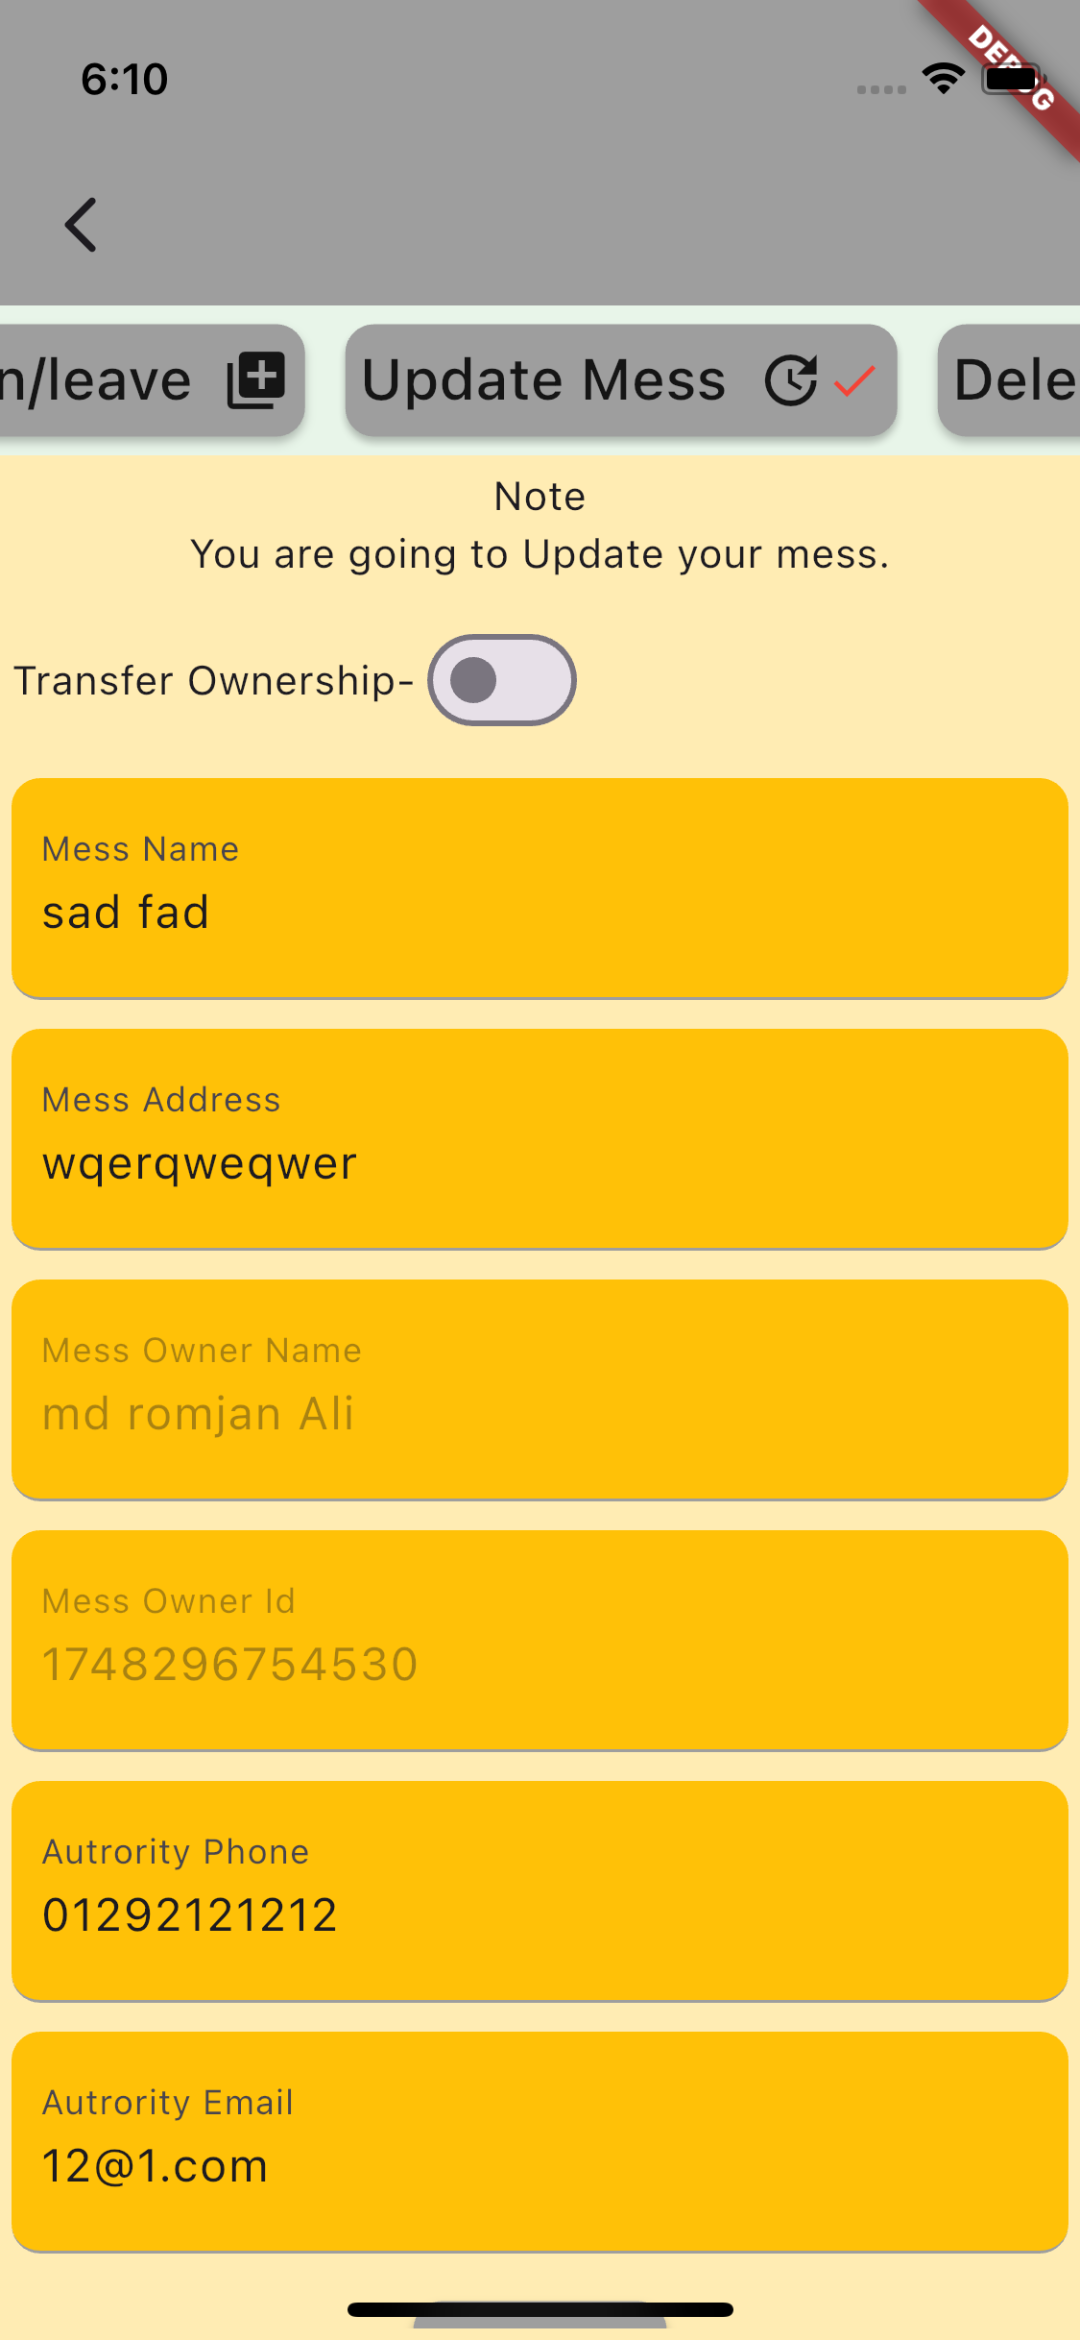 6:10
DEBUG
n/leave
Update Mess
Dele
Note
You are going to Update your mess.
Transfer Ownership-
Mess Name
sad fad
Mess Address
wqerqweqwer
Mess Owner Name
md romjan Ali
Mess Owner Id
1748296754530
Autrority Phone
01292121212
Autrority Email
12@1.com